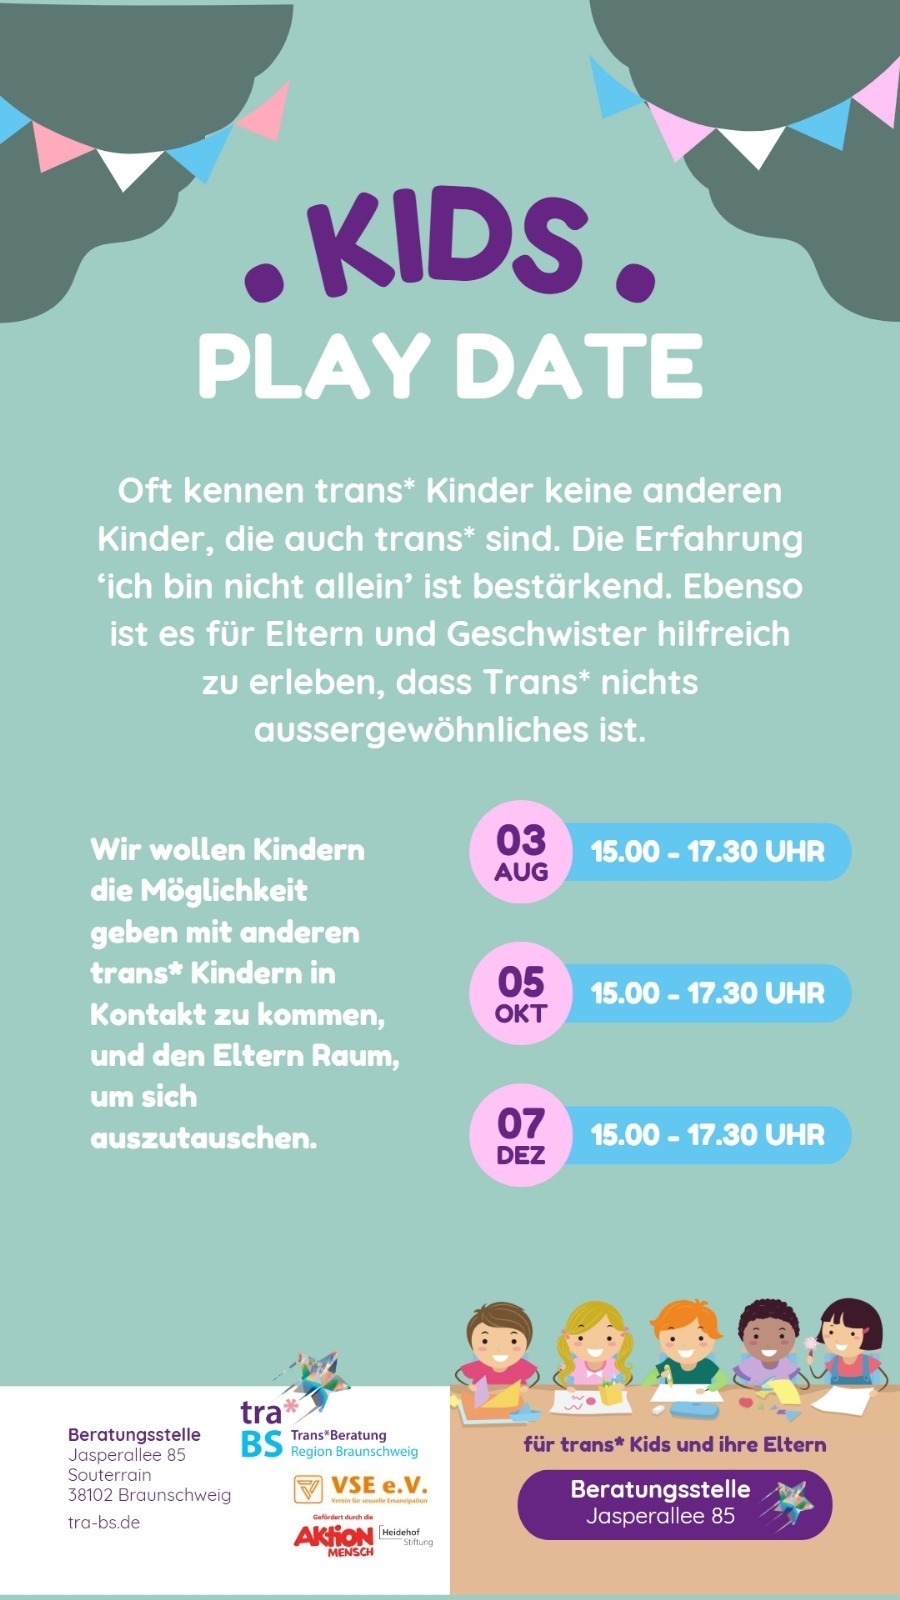 . KIDS .
PLAY DATE
Oft kennen trans* Kinder keine anderen
Kinder, die auch trans* sind. Die Erfahrung
‘ich bin nicht allein’ ist bestärkend. Ebenso
ist es für Eltern und Geschwister hilfreich
zu erleben, dass Trans* nichts
aussergewöhnliches ist.
Wir wollen Kindern
die Möglichkeit
geben mit anderen
trans* Kindern in
Kontakt zu kommen,
und den Eltern Raum,
um sich
auszutauschen.
03
AUG
15.00 - 17.30 UHR
05
OKT
15.00 - 17.30 UHR
07
DEZ
15.00 - 17.30 UHR
Beratungsstelle
Jasperallee 85
Souterrain
38102 Braunschweig
tra-bs.de
tra*
BS
Trans*Beratung
Region Braunschweig
VSE e.V.
Verein für sexuelle Emanzipation
Gefördert durch die
AKTION
MENSCH
Heidehof
Stiftung
für trans* Kids und ihre Eltern
Beratungsstelle
Jasperallee 85